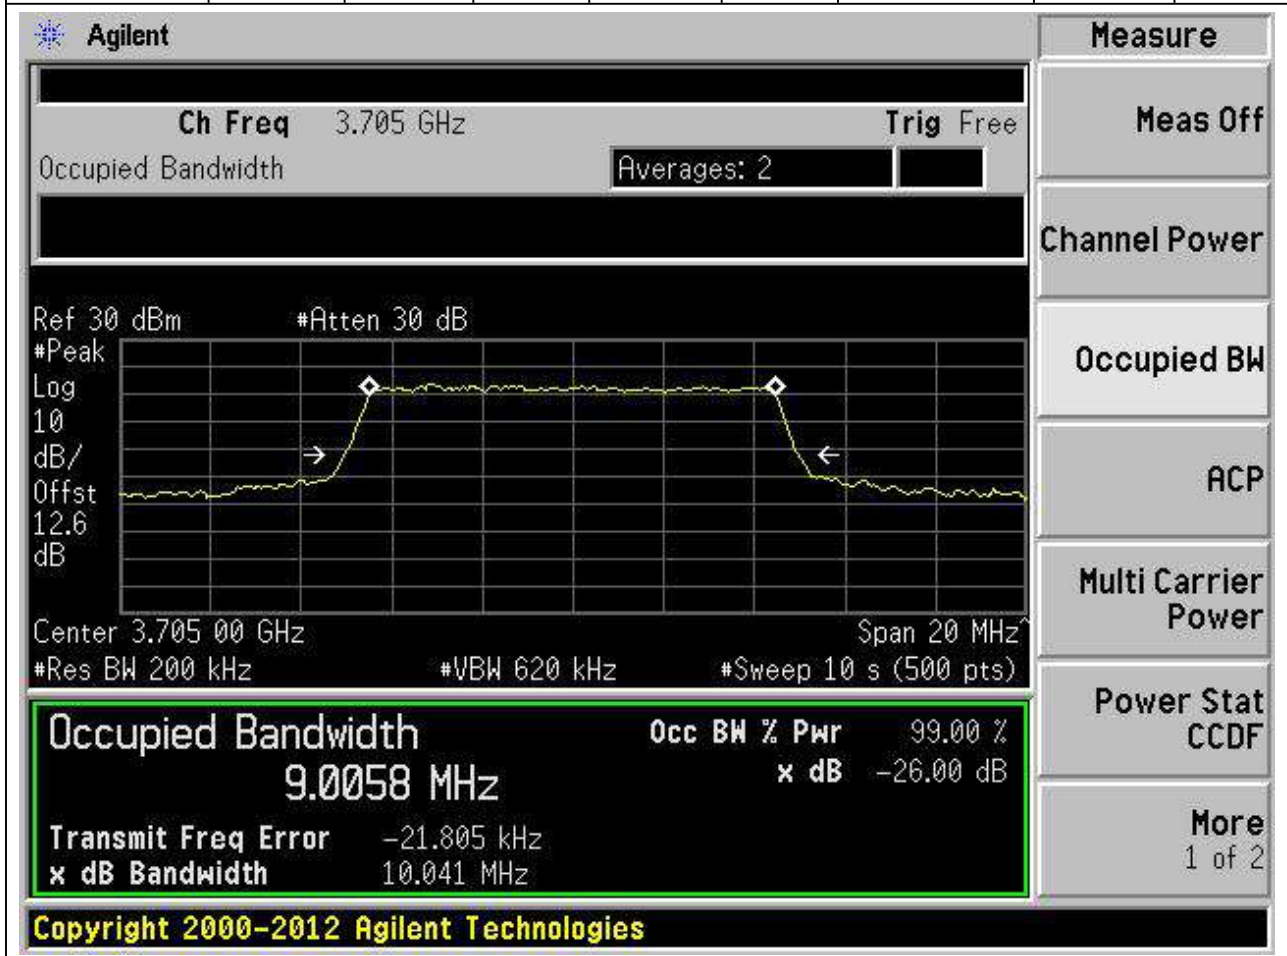 Agilent
Measure
Ch Freq 3.705 GHz Trig Free
Occupied Bandwidth Averages: 2
Meas Off
Channel Power
Occupied BW
ACP
Multi Carrier
Power
Power Stat
CCDF
More
1 of 2
Ref 30 dBm #Atten 30 dB
#Peak
Log
10
dB/
Offst
12.6
dB
Center 3.705 00 GHz Span 20 MHz^
#Res BW 200 kHz #VBW 620 kHz #Sweep 10 s (500 pts)
Occupied Bandwidth Occ BW % Pwr 99.00 %
9.0058 MHz x dB -26.00 dB
Transmit Freq Error -21.805 kHz
x dB Bandwidth 10.041 MHz
Copyright 2000-2012 Agilent Technologies